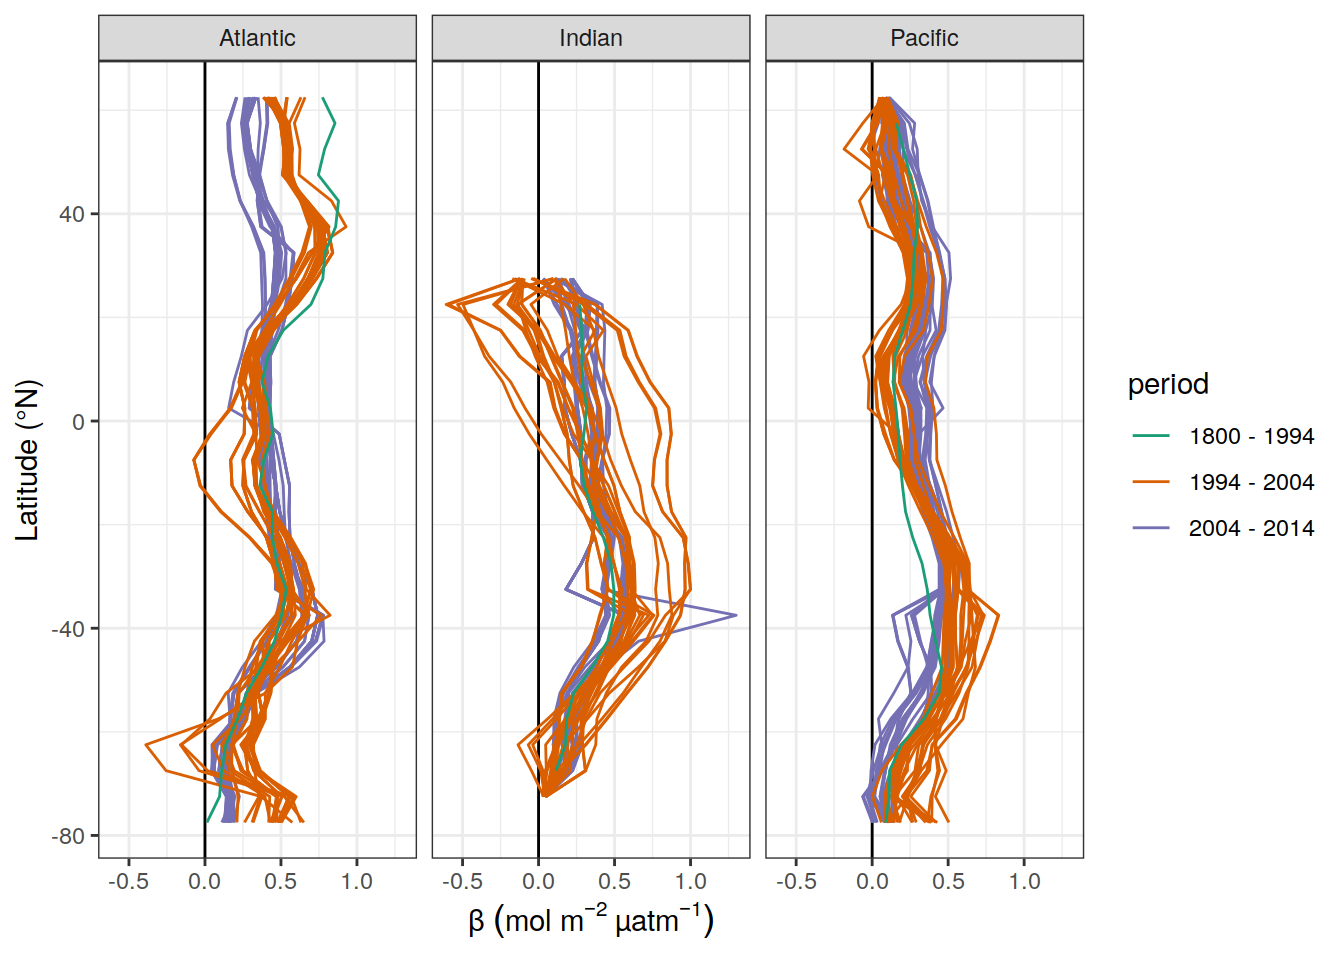 Atlantic Indian Pacific
Latitude (°N)
40
0
-40
-80
-0.5 0.0 0.5 1.0 -0.5 0.0 0.5 1.0 -0.5 0.0 0.5 1.0
β (mol m⁻² µatm⁻¹)
period
1800 - 1994
1994 - 2004
2004 - 2014